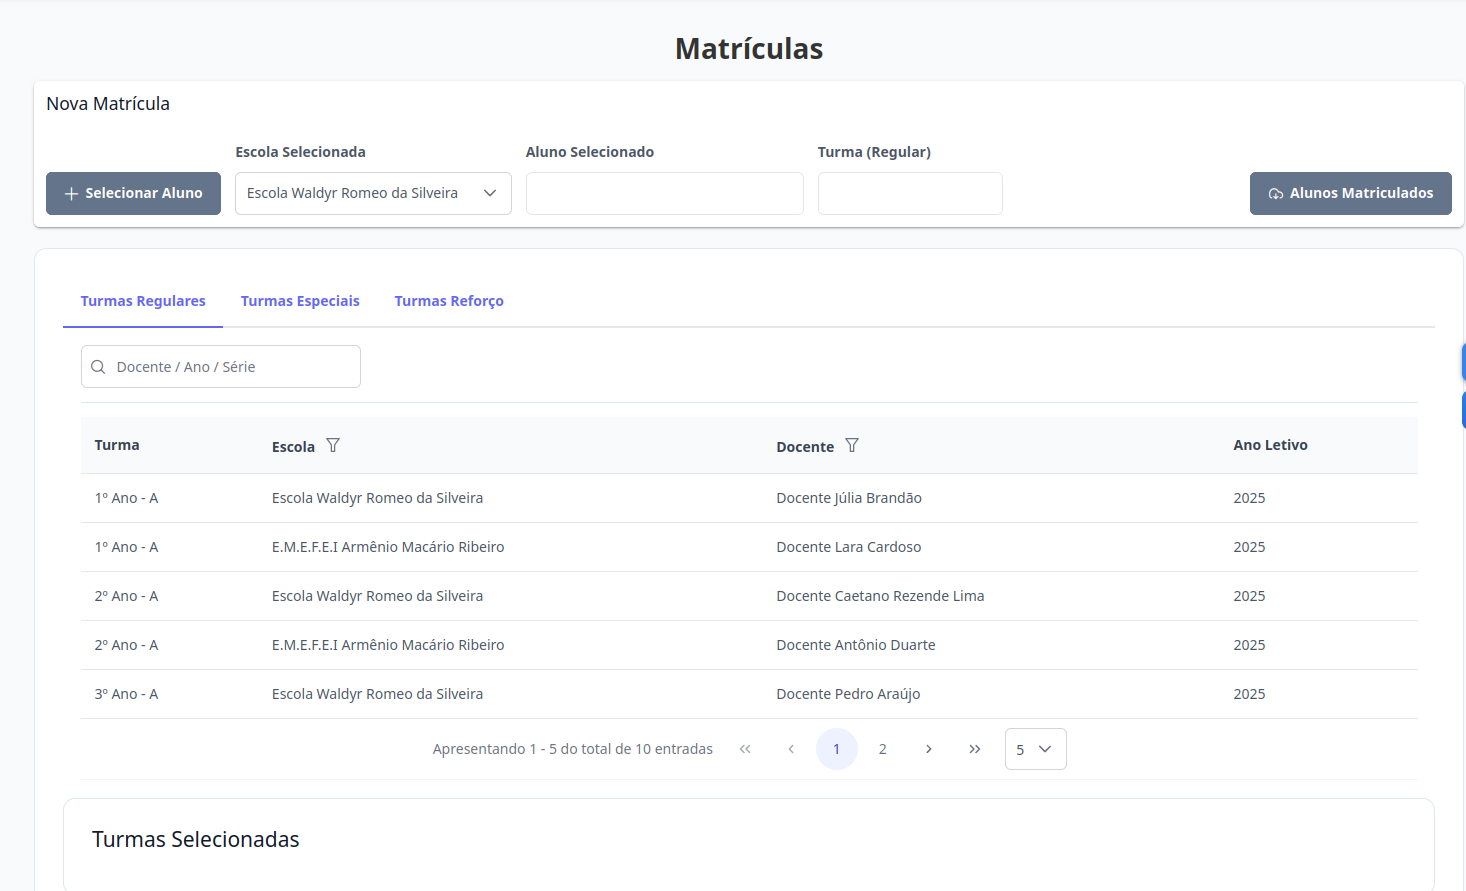 Matrículas
Nova Matrícula
Escola Selecionada
Aluno Selecionado
Turma (Regular)
Selecionar Aluno
Escola Waldyr Romeo da Silveira
Alunos Matriculados
Turmas Regulares
Turmas Especiais
Turmas Reforço
Docente / Ano / Série
Turma Escola Docente Ano Letivo
1º Ano - A Escola Waldyr Romeo da Silveira Docente Júlia Brandão 2025
1º Ano - A E.M.E.F.E.I Armênio Macário Ribeiro Docente Lara Cardoso 2025
2º Ano - A Escola Waldyr Romeo da Silveira Docente Caetano Rezende Lima 2025
2º Ano - A E.M.E.F.E.I Armênio Macário Ribeiro Docente Antônio Duarte 2025
3º Ano - A Escola Waldyr Romeo da Silveira Docente Pedro Araújo 2025
Apresentando 1 - 5 do total de 10 entradas « ‹ 1 2 › » 5
Turmas Selecionadas